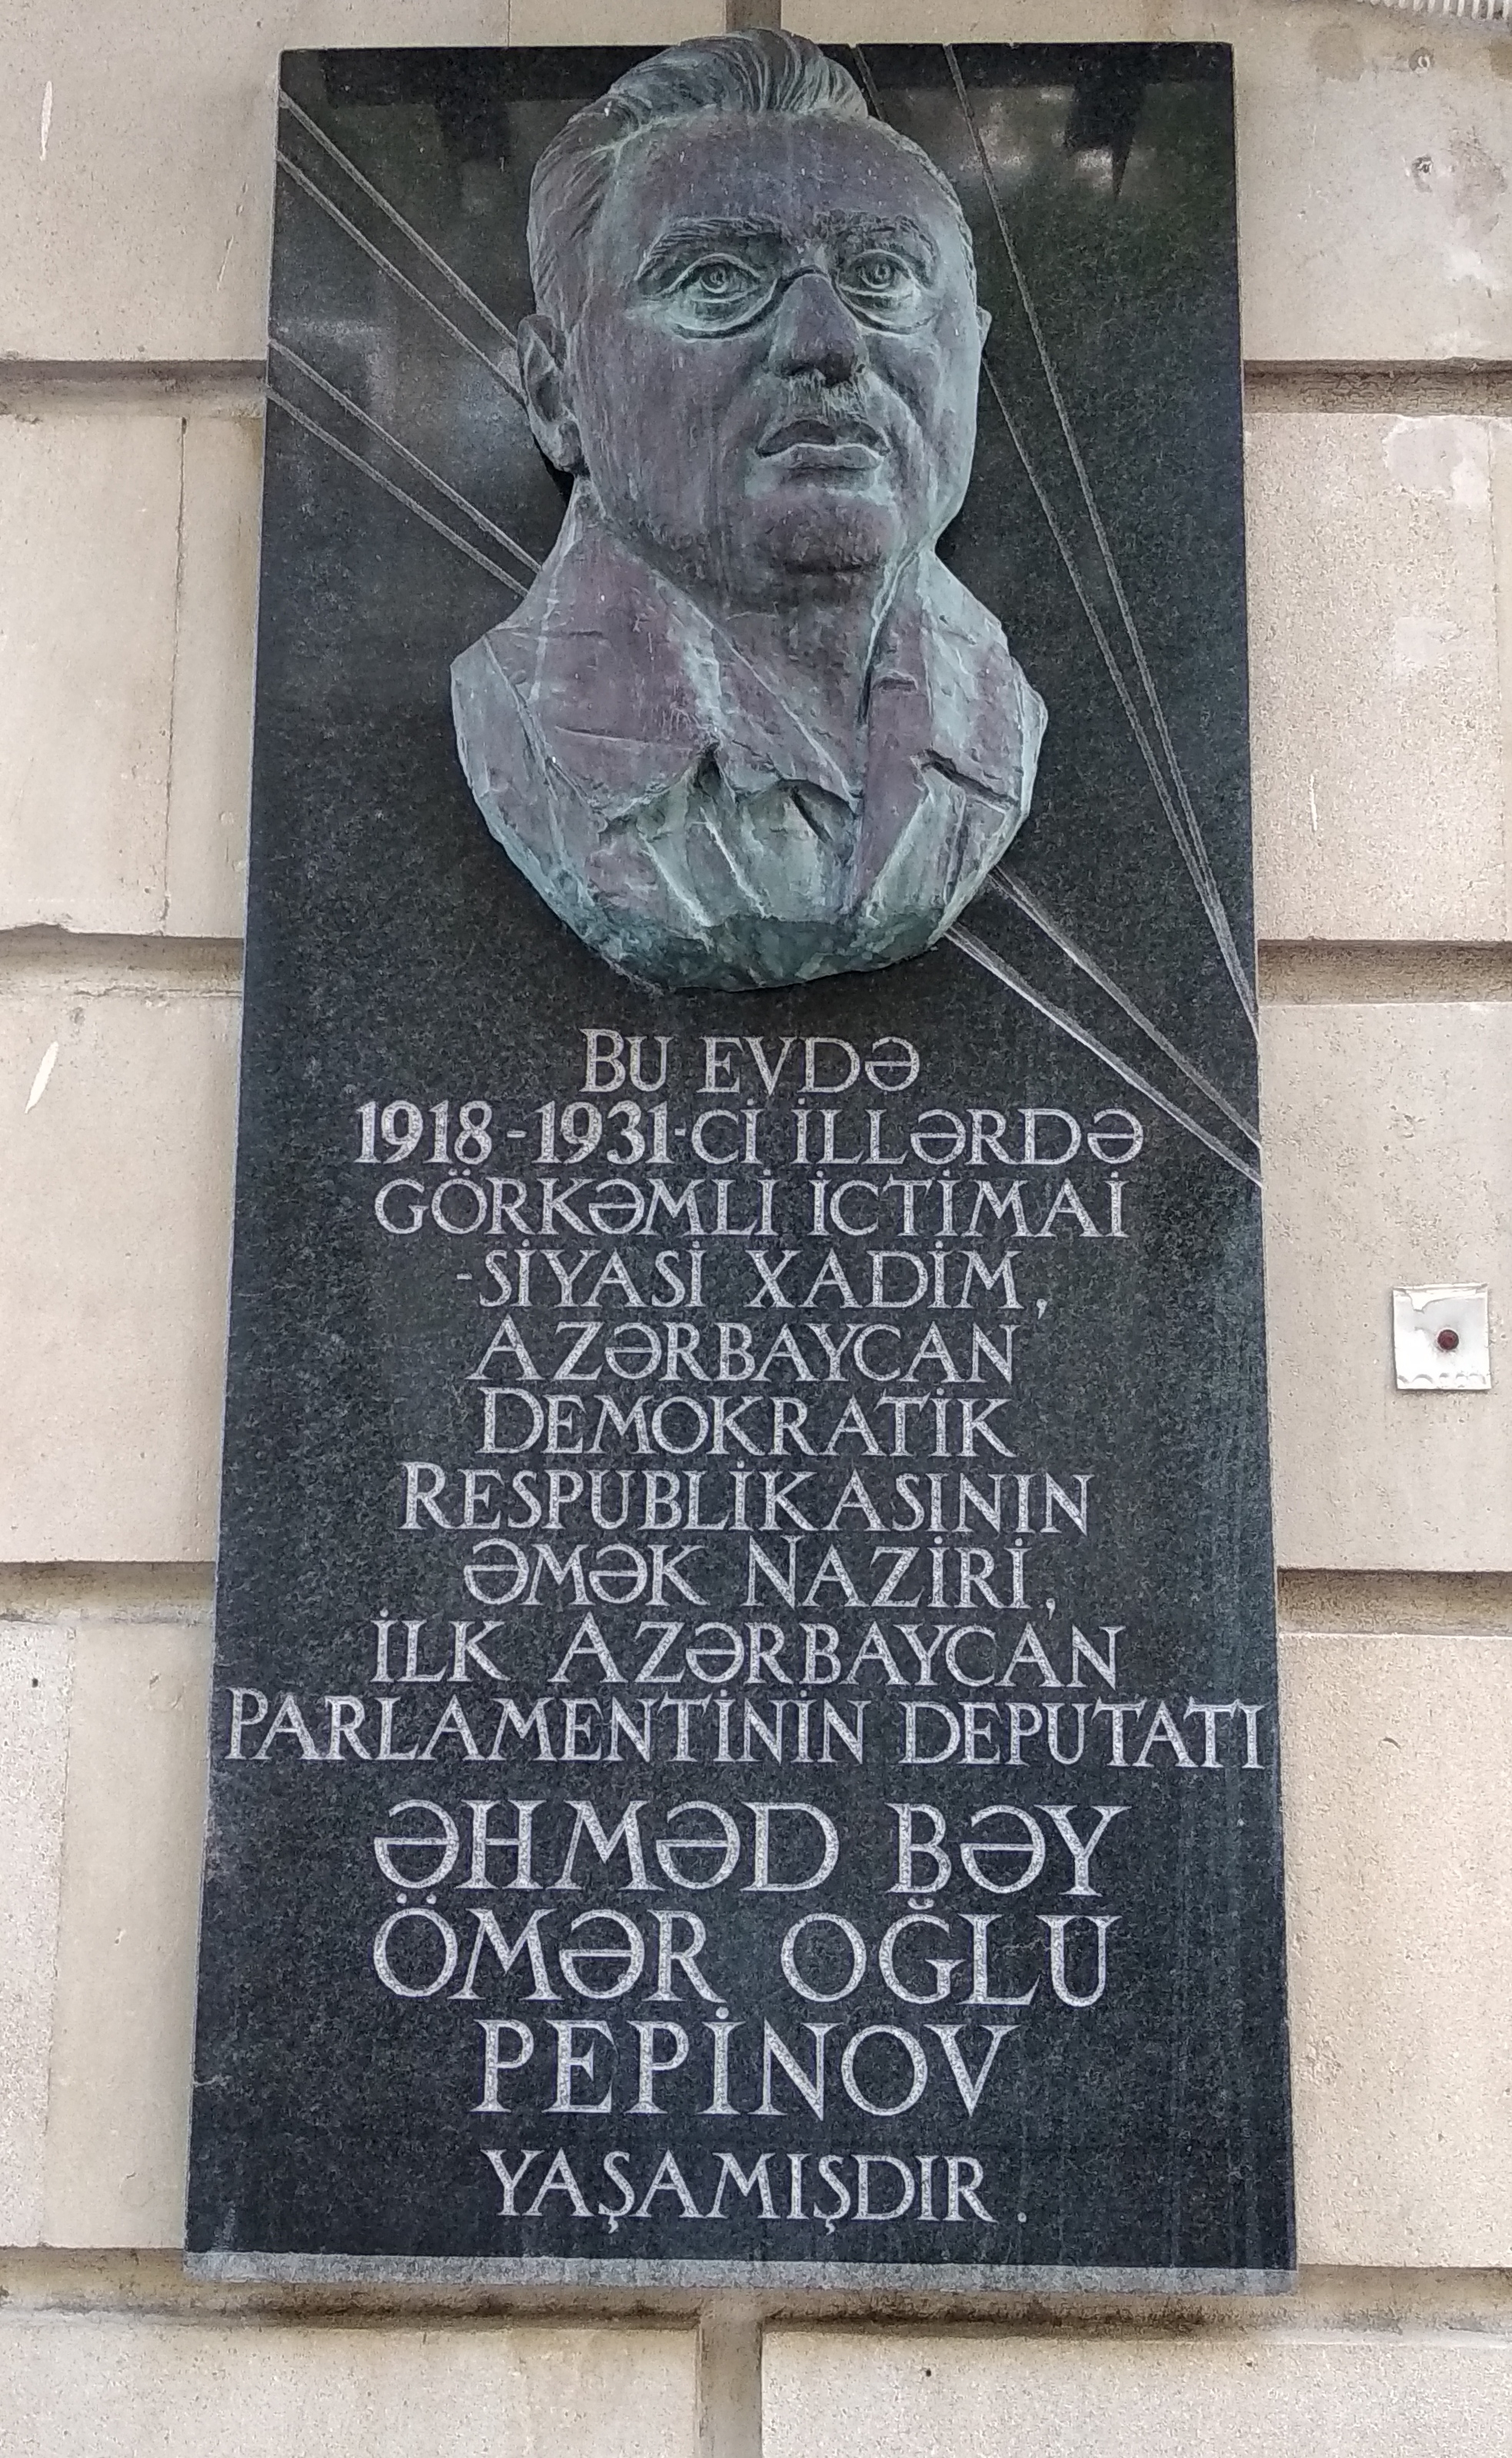 BU EVDƏ
1918-1931-Cİ İLLƏRDƏ
GÖRKƏMLİ İCTİMAİ
-SİYASİ XADİM,
AZƏRBAYCAN
DEMOKRATİK
RESPUBLİKASININ
ƏMƏK NAZİRİ,
İLK AZƏRBAYCAN
PARLAMENTİNİN DEPUTATI
ƏHMƏD BƏY
ÖMƏR OĞLU
PEPİNOV
YAŞAMIŞDIR.